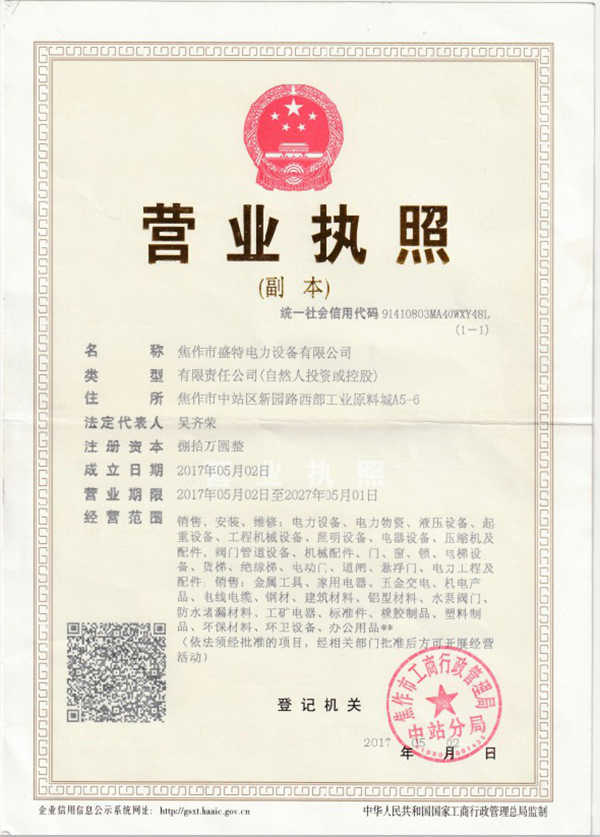 营业执照
(副 本)
统一社会信用代码 91410803MA40WXY48L
(1-1)
名 称 焦作市盛特电力设备有限公司
类 型 有限责任公司(自然人投资或控股)
住 所 焦作市中站区新园路西部工业原料城A5-6
法定代表人 吴齐荣
注册资本 捌拾万圆整
成立日期 2017年05月02日
营业期限 2017年05月02日至2027年05月01日
经营范围 销售，安装、维修：电力设备、电力物资、液压设备、起
重设备、工程机械设备、照明设备、电器设备、压缩机及
配件、阀门管道设备、机械配件、门、窗、锁、电梯设
备、货梯、绝缘梯、电动门、道闸、悬浮门、电力工程及
配件；销售：金属工具、家用电器、五金交电、机电产
品、电线电缆、钢材、建筑材料、铝型材料、水泵阀门、
防水堵漏材料、工矿电器、标准件、橡胶制品、塑料制
品、环保材料、环卫设备、办公用品**
(依法须经批准的项目，经相关部门批准后方可开展经营
活动)
营业执照
登记机关
焦作市工商行政管理局
中站分局
2017 05 02
年 月 日
企业信用信息公示系统网址：http://gsxt.haaic.gov.cn
中华人民共和国国家工商行政管理总局监制